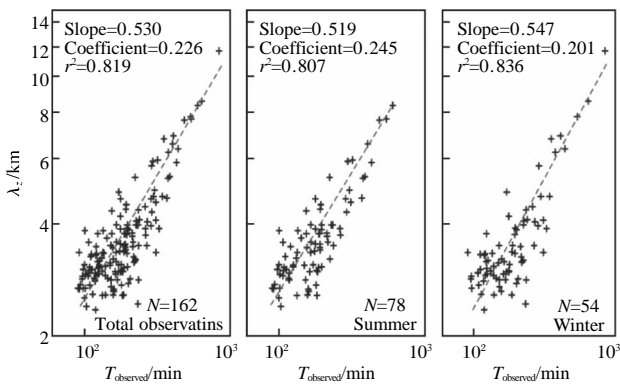 14
12
10
8
6
4
2
λz/km
Slope=0.530
Coefficient=0.226
r²=0.819
N=162
Total observatins
10² 10³
Tobserved/min
Slope=0.519
Coefficient=0.245
r²=0.807
N=78
Summer
10² 10³
Tobserved/min
Slope=0.547
Coefficient=0.201
r²=0.836
N=54
Winter
10² 10³
Tobserved/min